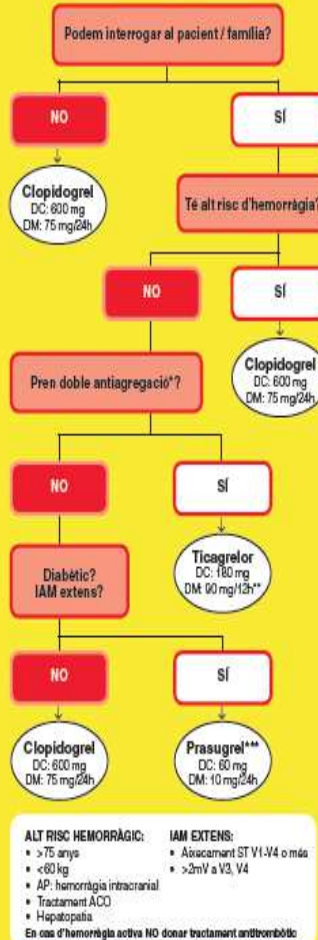 Podem interrogar al pacient / família?
NO
SÍ
Clopidogrel
DC: 600 mg
DM: 75 mg/24h
Té alt risc d'hemorràgia?
NO
SÍ
Clopidogrel
DC: 600 mg
DM: 75 mg/24h
Pren doble antiagregació*?
NO
SÍ
Ticagrelor
DC: 180 mg
DM: 90 mg/12h**
Diabètic?
IAM extens?
NO
SÍ
Clopidogrel
DC: 600 mg
DM: 75 mg/24h
Prasugrel***
DC: 60 mg
DM: 10 mg/24h
ALT RISC HEMORRÀGIC:
• >75 anys
• <60 kg
• AP: hemorràgia intracranial
• Tractament ACO
• Hepatopatia
IAM EXTENS:
• Aixecament ST V1-V4 o més
• >2mV a V3, V4
En cas d'hemorràgia activa NO donar tractament antitrombòtic